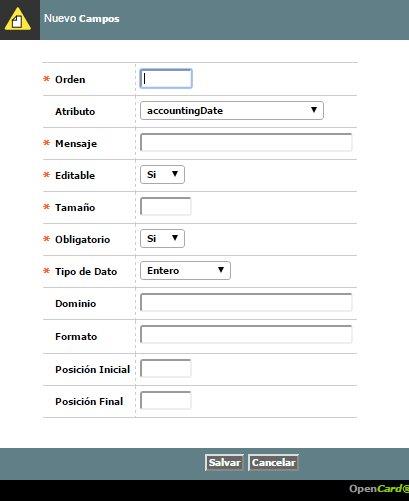 Nuevo Campos
* Orden
Atributo accountingDate
* Mensaje
* Editable Si
* Tamaño
* Obligatorio Si
* Tipo de Dato Entero
Dominio
Formato
Posición Inicial
Posición Final
Salvar Cancelar
OpenCard®